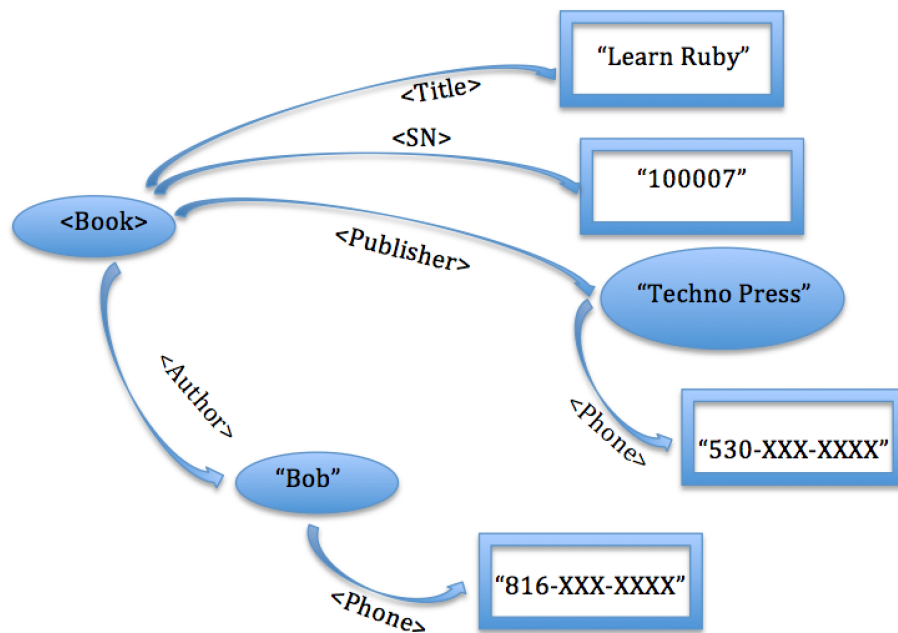 “Learn Ruby”
<Title>
<SN>
“100007”
<Book>
<Publisher>
“Techno Press”
<Author>
<Phone>
“530-XXX-XXXX”
“Bob”
<Phone>
“816-XXX-XXXX”